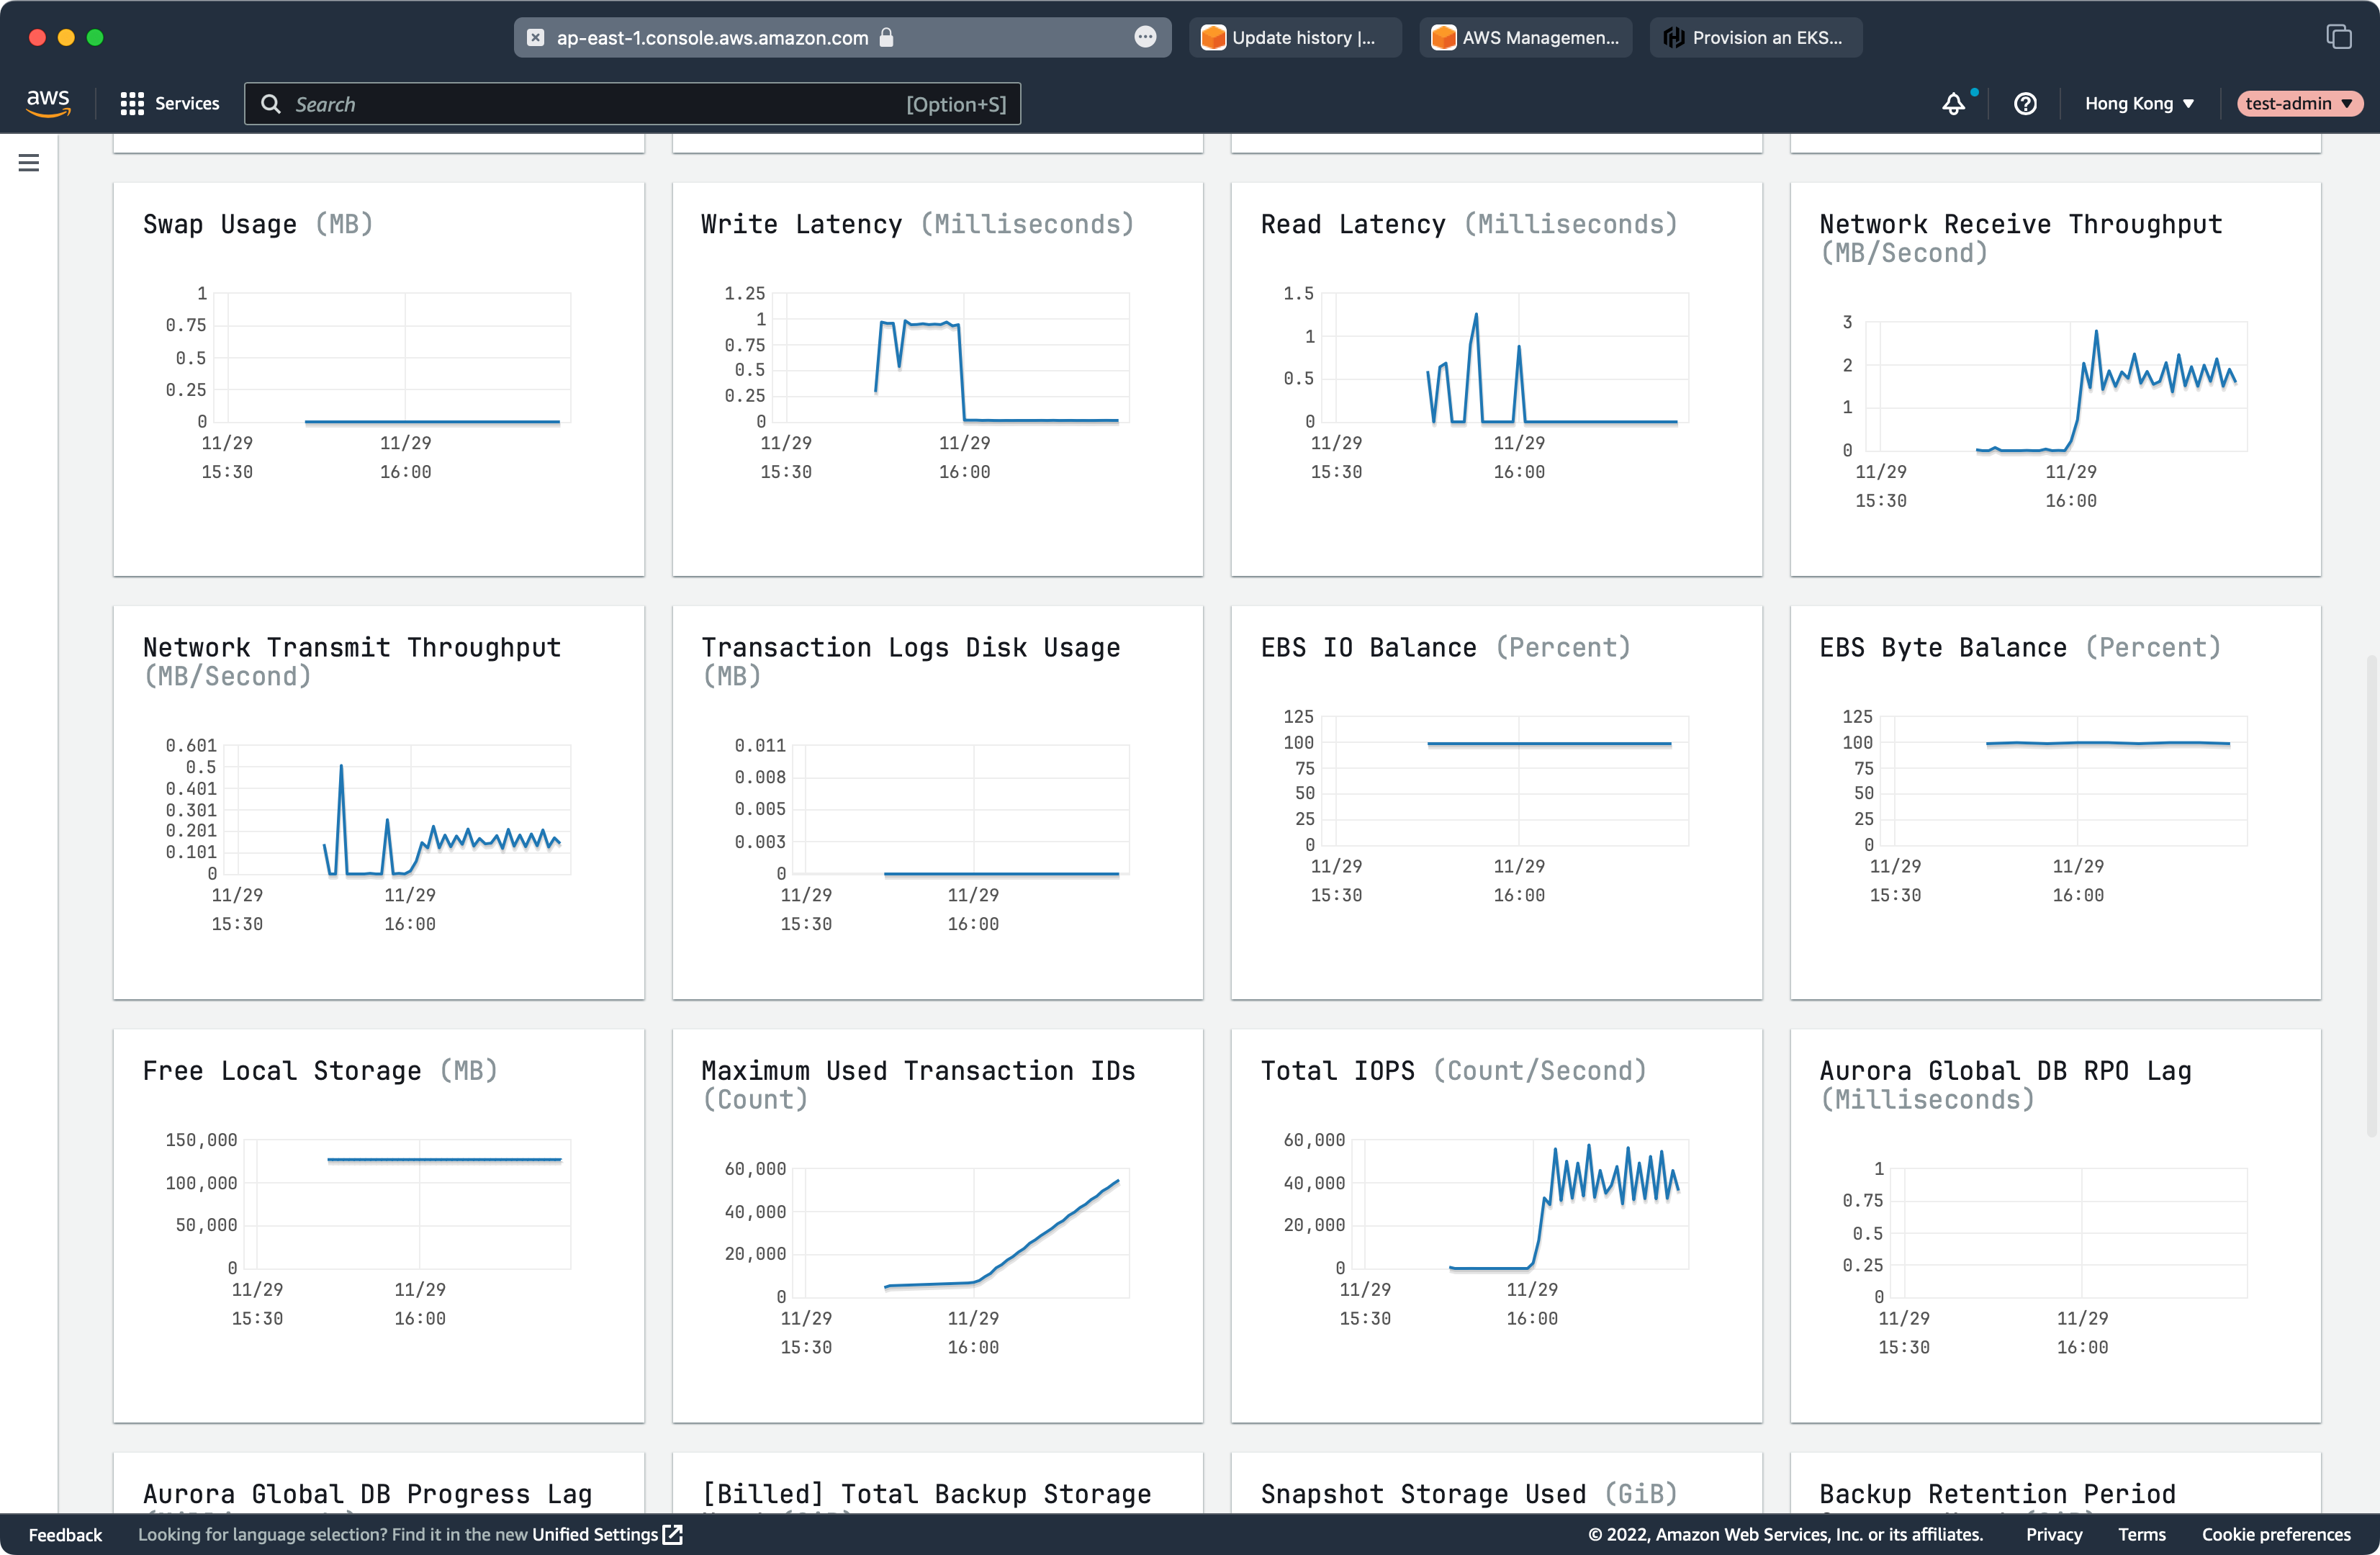 ap-east-1.console.aws.amazon.com
Update history |...
AWS Managemen...
Provision an EKS...
aws
Services
Search
[Option+S]
Hong Kong
test-admin
Swap Usage (MB)
1
0.75
0.5
0.25
0
11/29
15:30
11/29
16:00
Write Latency (Milliseconds)
1.25
1
0.75
0.5
0.25
0
11/29
15:30
11/29
16:00
Read Latency (Milliseconds)
1.5
1
0.5
0
11/29
15:30
11/29
16:00
Network Receive Throughput
(MB/Second)
3
2
1
0
11/29
15:30
11/29
16:00
Network Transmit Throughput
(MB/Second)
0.601
0.5
0.401
0.301
0.201
0.101
0
11/29
15:30
11/29
16:00
Transaction Logs Disk Usage
(MB)
0.011
0.008
0.005
0.003
0
11/29
15:30
11/29
16:00
EBS IO Balance (Percent)
125
100
75
50
25
0
11/29
15:30
11/29
16:00
EBS Byte Balance (Percent)
125
100
75
50
25
0
11/29
15:30
11/29
16:00
Free Local Storage (MB)
150,000
100,000
50,000
0
11/29
15:30
11/29
16:00
Maximum Used Transaction IDs
(Count)
60,000
40,000
20,000
0
11/29
15:30
11/29
16:00
Total IOPS (Count/Second)
60,000
40,000
20,000
0
11/29
15:30
11/29
16:00
Aurora Global DB RPO Lag
(Milliseconds)
1
0.75
0.5
0.25
0
11/29
15:30
11/29
16:00
Aurora Global DB Progress Lag
[Billed] Total Backup Storage
Snapshot Storage Used (GiB)
Backup Retention Period
Feedback
Looking for language selection? Find it in the new Unified Settings
© 2022, Amazon Web Services, Inc. or its affiliates.
Privacy
Terms
Cookie preferences